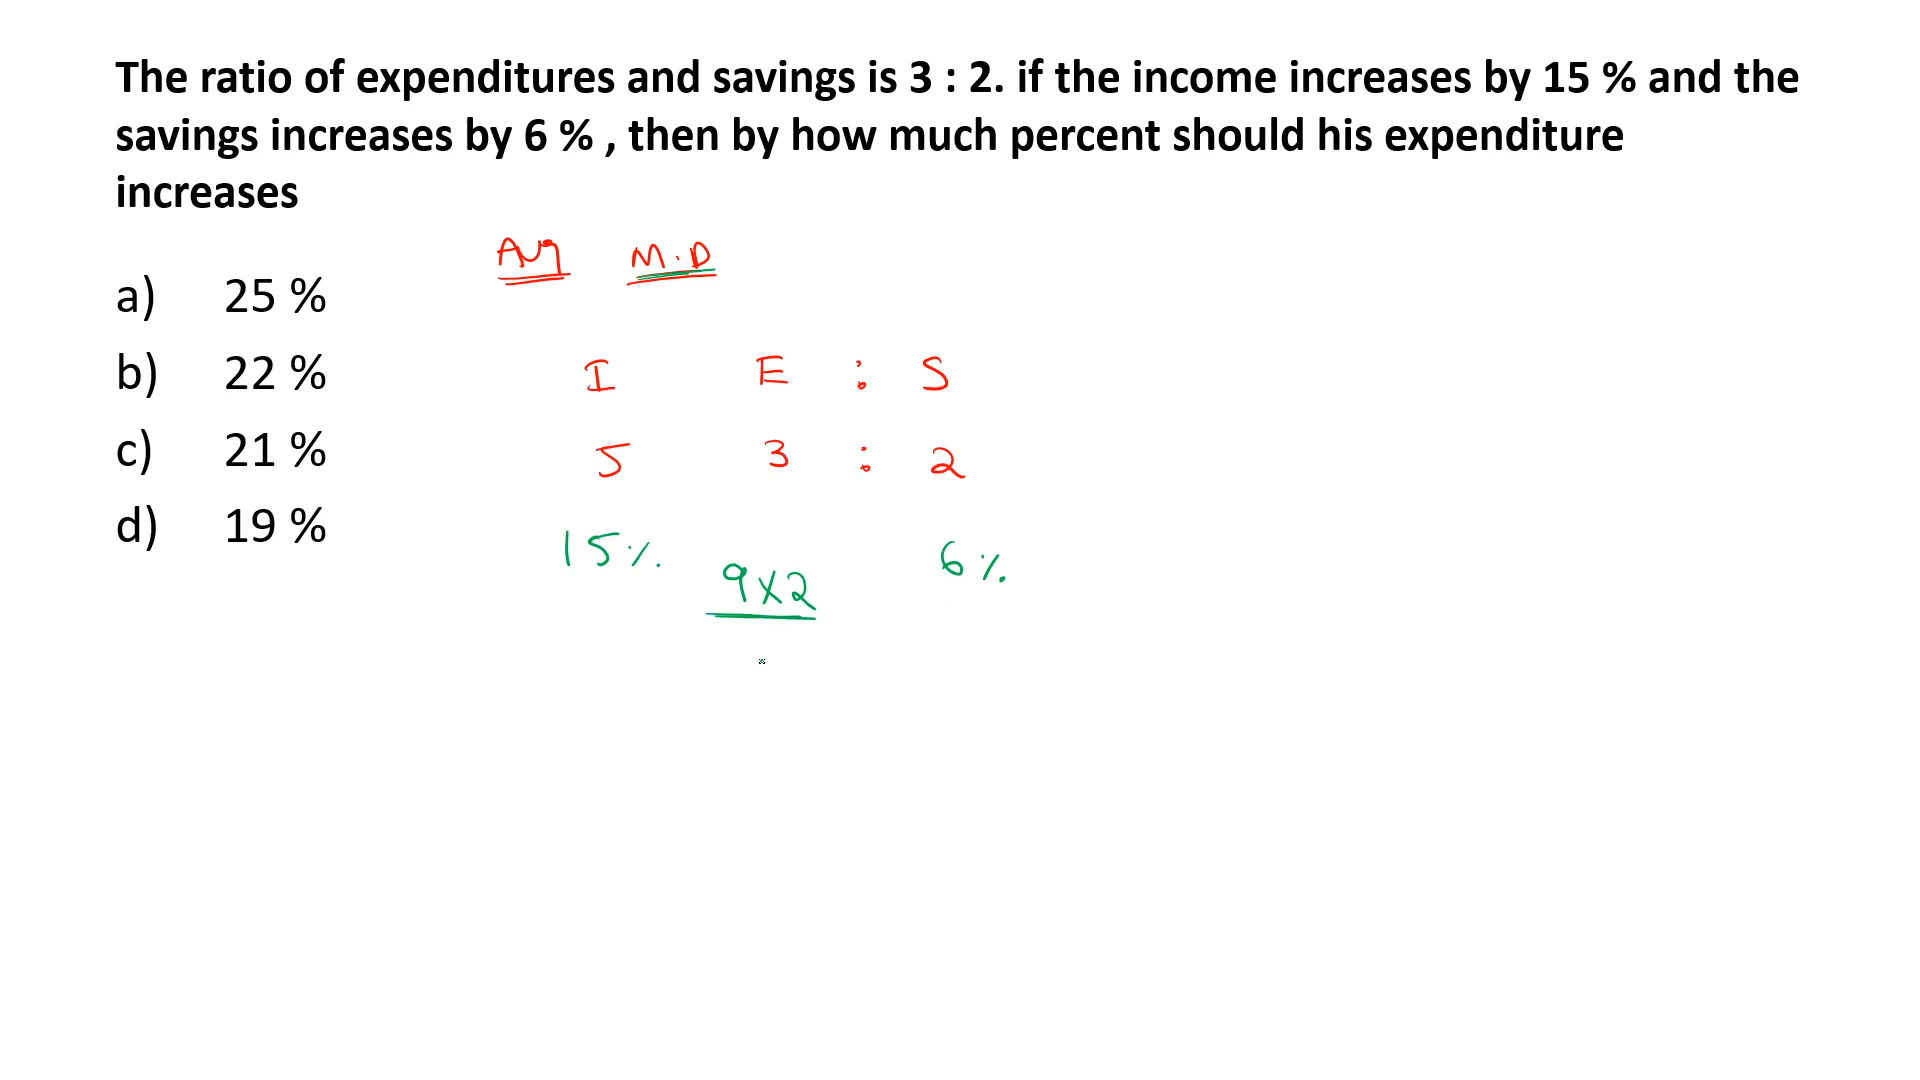 The ratio of expenditures and savings is 3 : 2. if the income increases by 15 % and the
savings increases by 6 % , then by how much percent should his expenditure
increases
a) 25 %
b) 22 %
c) 21 %
d) 19 %
Avg M.D
I E : S
5 3 : 2
15% 6%
9x2